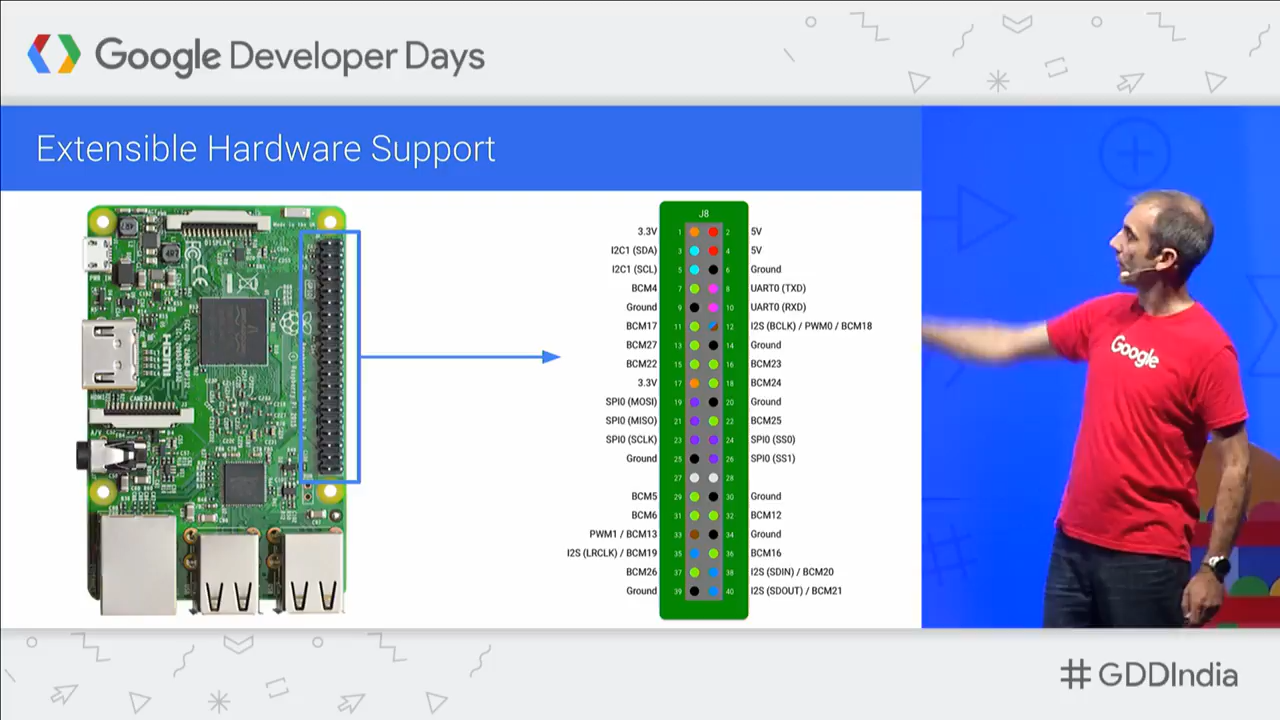 Google Developer Days
Extensible Hardware Support
J8
3.3V 1 2 5V
I2C1 (SDA) 3 4 5V
I2C1 (SCL) 5 6 Ground
BCM4 7 8 UART0 (TXD)
Ground 9 10 UART0 (RXD)
BCM17 11 12 I2S (BCLK) / PWM0 / BCM18
BCM27 13 14 Ground
BCM22 15 16 BCM23
3.3V 17 18 BCM24
SPI0 (MOSI) 19 20 Ground
SPI0 (MISO) 21 22 BCM25
SPI0 (SCLK) 23 24 SPI0 (SS0)
Ground 25 26 SPI0 (SS1)
27 28
BCM5 29 30 Ground
BCM6 31 32 BCM12
PWM1 / BCM13 33 34 Ground
I2S (LRCLK) / BCM19 35 36 BCM16
BCM26 37 38 I2S (SDIN) / BCM20
Ground 39 40 I2S (SDOUT) / BCM21
DISPLAY
FC
HDMI
CAMERA
Google
#GDDIndia